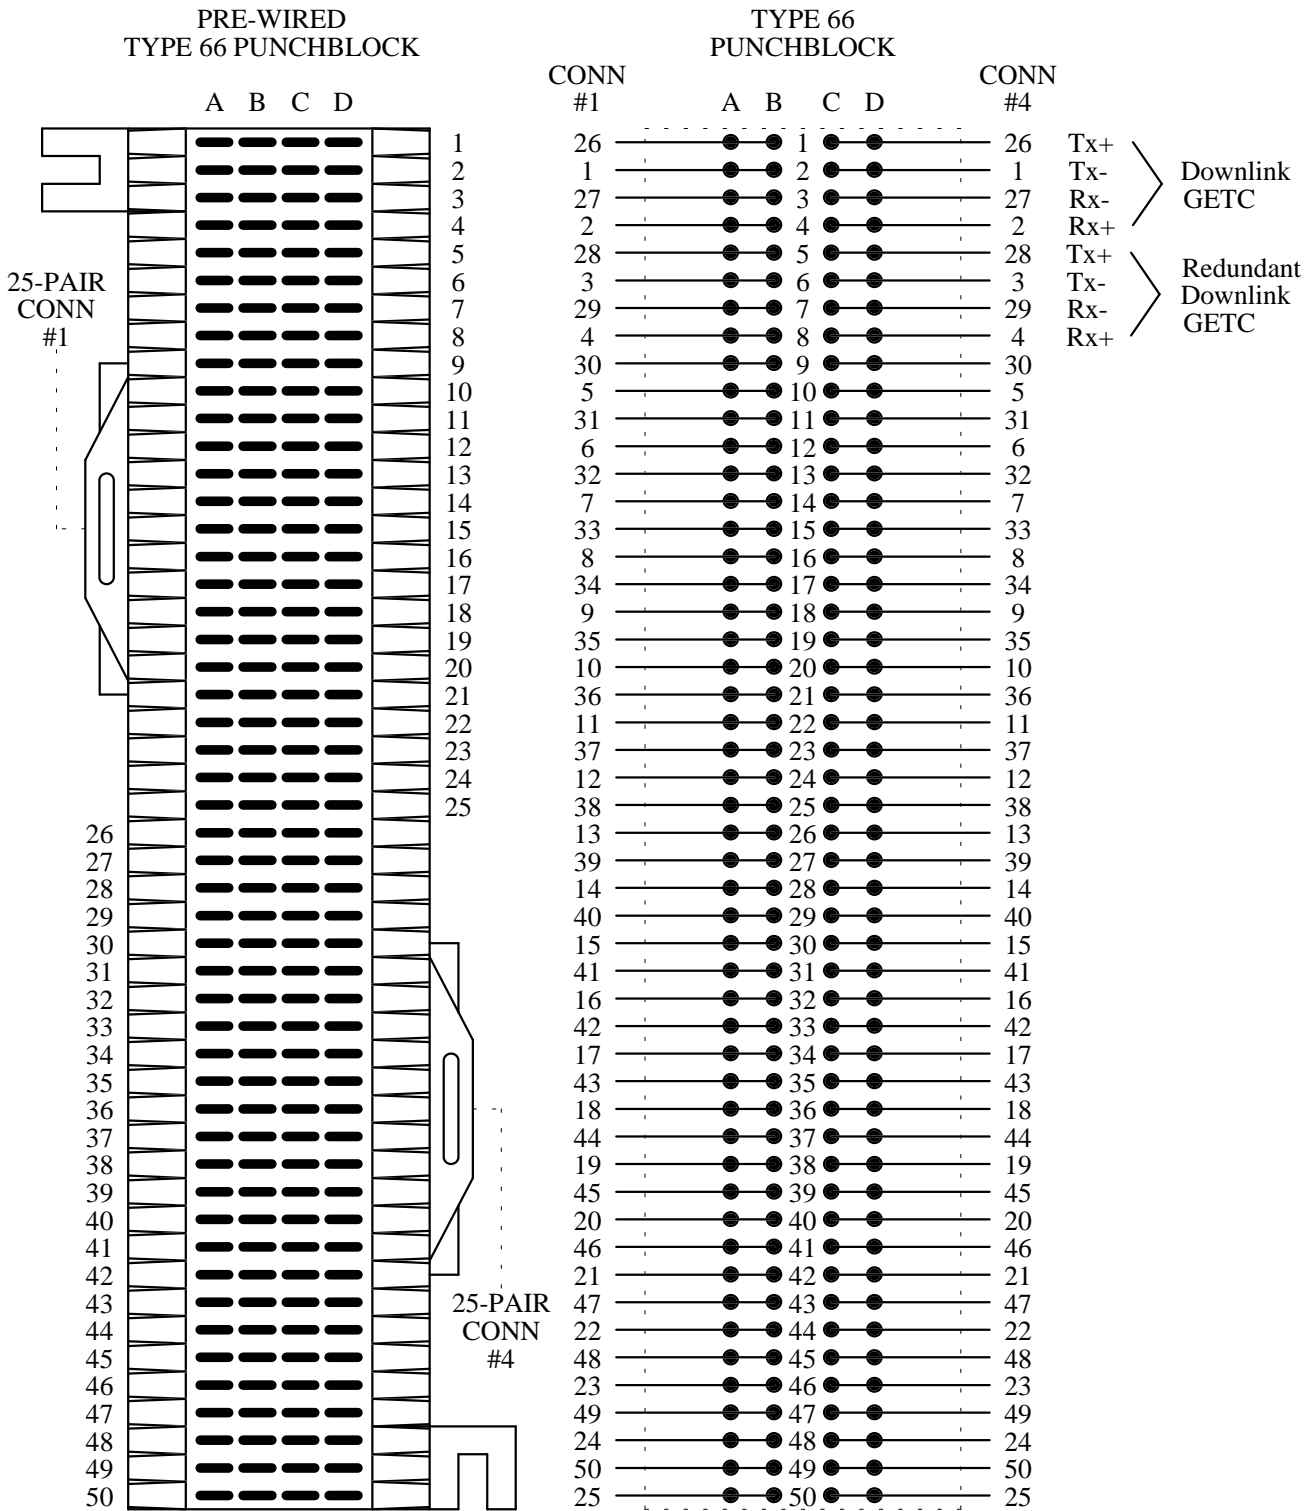 PRE-WIRED
TYPE 66 PUNCHBLOCK
TYPE 66
PUNCHBLOCK
CONN
#1
CONN
#4
A B C D
A B C D
1 26 1 26 Tx+
2 1 2 1 Tx-
3 27 3 27 Rx-
4 2 4 2 Rx+
Downlink
GETC
5 28 5 28 Tx+
6 3 6 3 Tx-
7 29 7 29 Rx-
8 4 8 4 Rx+
Redundant
Downlink
GETC
25-PAIR
CONN
#1
9 30 9 30
10 5 10 5
11 31 11 31
12 6 12 6
13 32 13 32
14 7 14 7
15 33 15 33
16 8 16 8
17 34 17 34
18 9 18 9
19 35 19 35
20 10 20 10
21 36 21 36
22 11 22 11
23 37 23 37
24 12 24 12
25 38 25 38
26 13 26 13
27 39 27 39
28 14 28 14
29 40 29 40
30 15 30 15
31 41 31 41
32 16 32 16
33 42 33 42
34 17 34 17
35 43 35 43
36 18 36 18
37 44 37 44
38 19 38 19
39 45 39 45
40 20 40 20
41 46 41 46
42 21 42 21
43 47 43 47
44 22 44 22
45 48 45 48
46 23 46 23
47 49 47 49
48 24 48 24
49 50 49 50
50 25 50 25
25-PAIR
CONN
#4